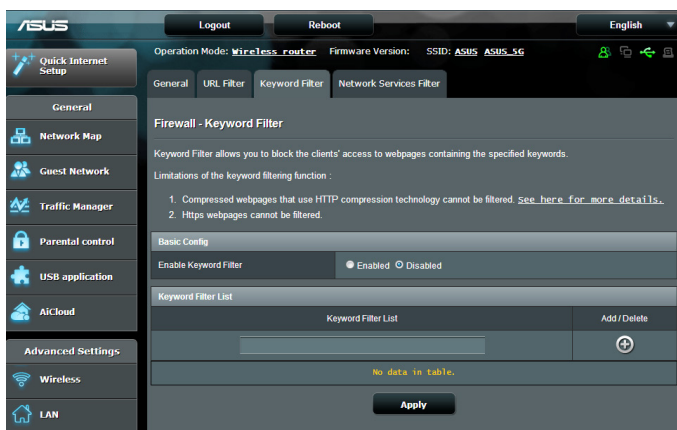 ASUS
Logout
Reboot
English
Quick Internet
Setup
Operation Mode: Wireless router Firmware Version: SSID: ASUS ASUS_5G
General
URL Filter
Keyword Filter
Network Services Filter
General
Network Map
Guest Network
Traffic Manager
Parental control
USB application
AiCloud
Advanced Settings
Wireless
LAN
Firewall - Keyword Filter
Keyword Filter allows you to block the clients' access to webpages containing the specified keywords.
Limitations of the keyword filtering function :
1. Compressed webpages that use HTTP compression technology cannot be filtered. See here for more details.
2. Https webpages cannot be filtered.
Basic Config
Enable Keyword Filter
Enabled Disabled
Keyword Filter List
Keyword Filter List
Add / Delete
No data in table.
Apply